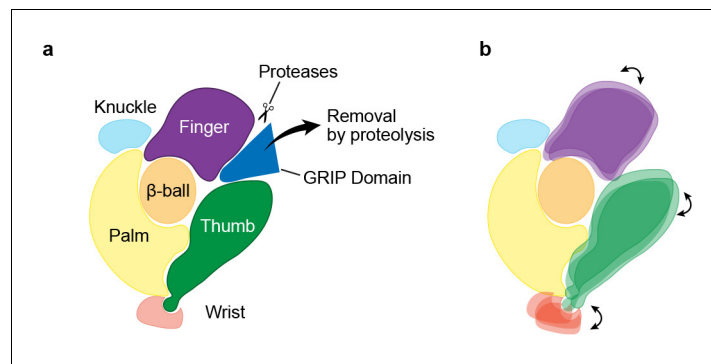 a
Proteases
Knuckle
Finger
Removal
by proteolysis
β-ball
GRIP Domain
Palm
Thumb
Wrist
b